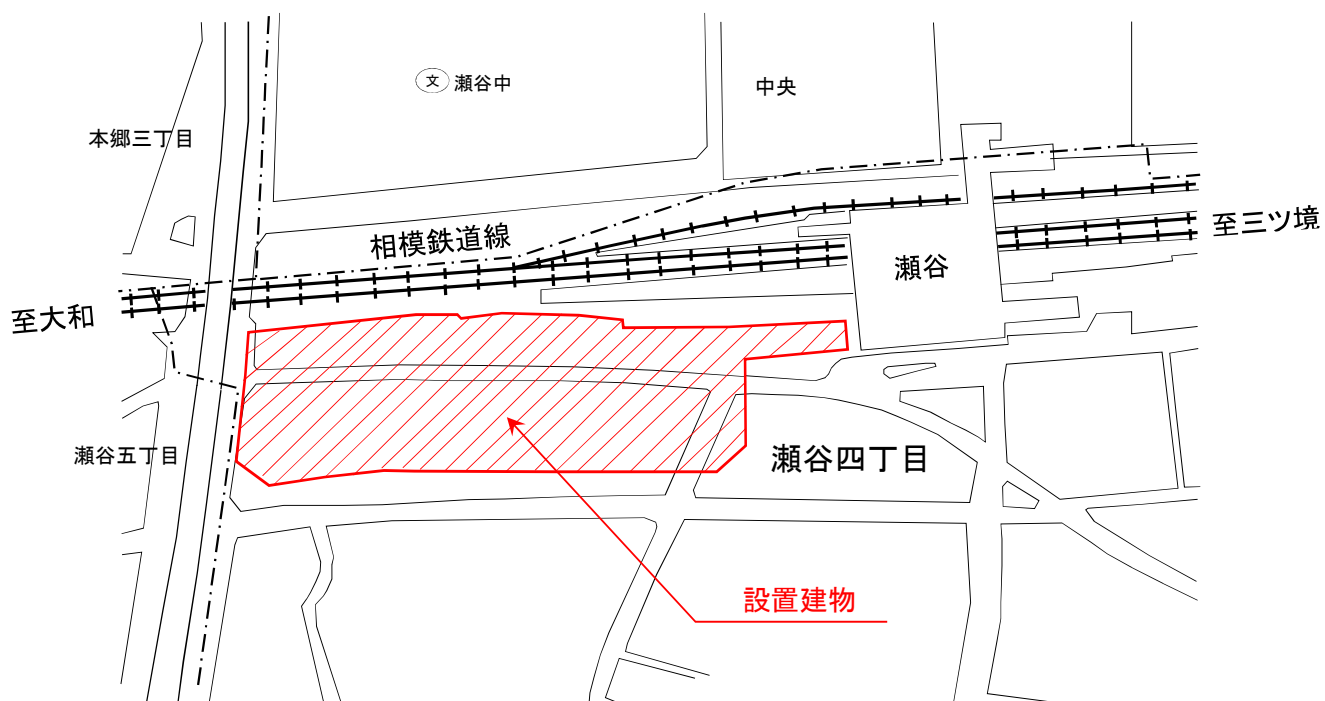 文 瀬谷中
中央
本郷三丁目
相模鉄道線
至三ツ境
瀬谷
至大和
瀬谷五丁目
瀬谷四丁目
設置建物